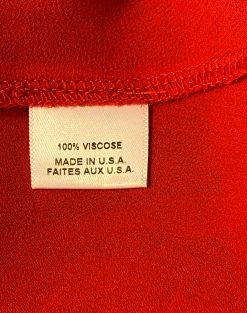 100% VISCOSE
MADE IN U.S.A.
FAITES AUX U.S.A.